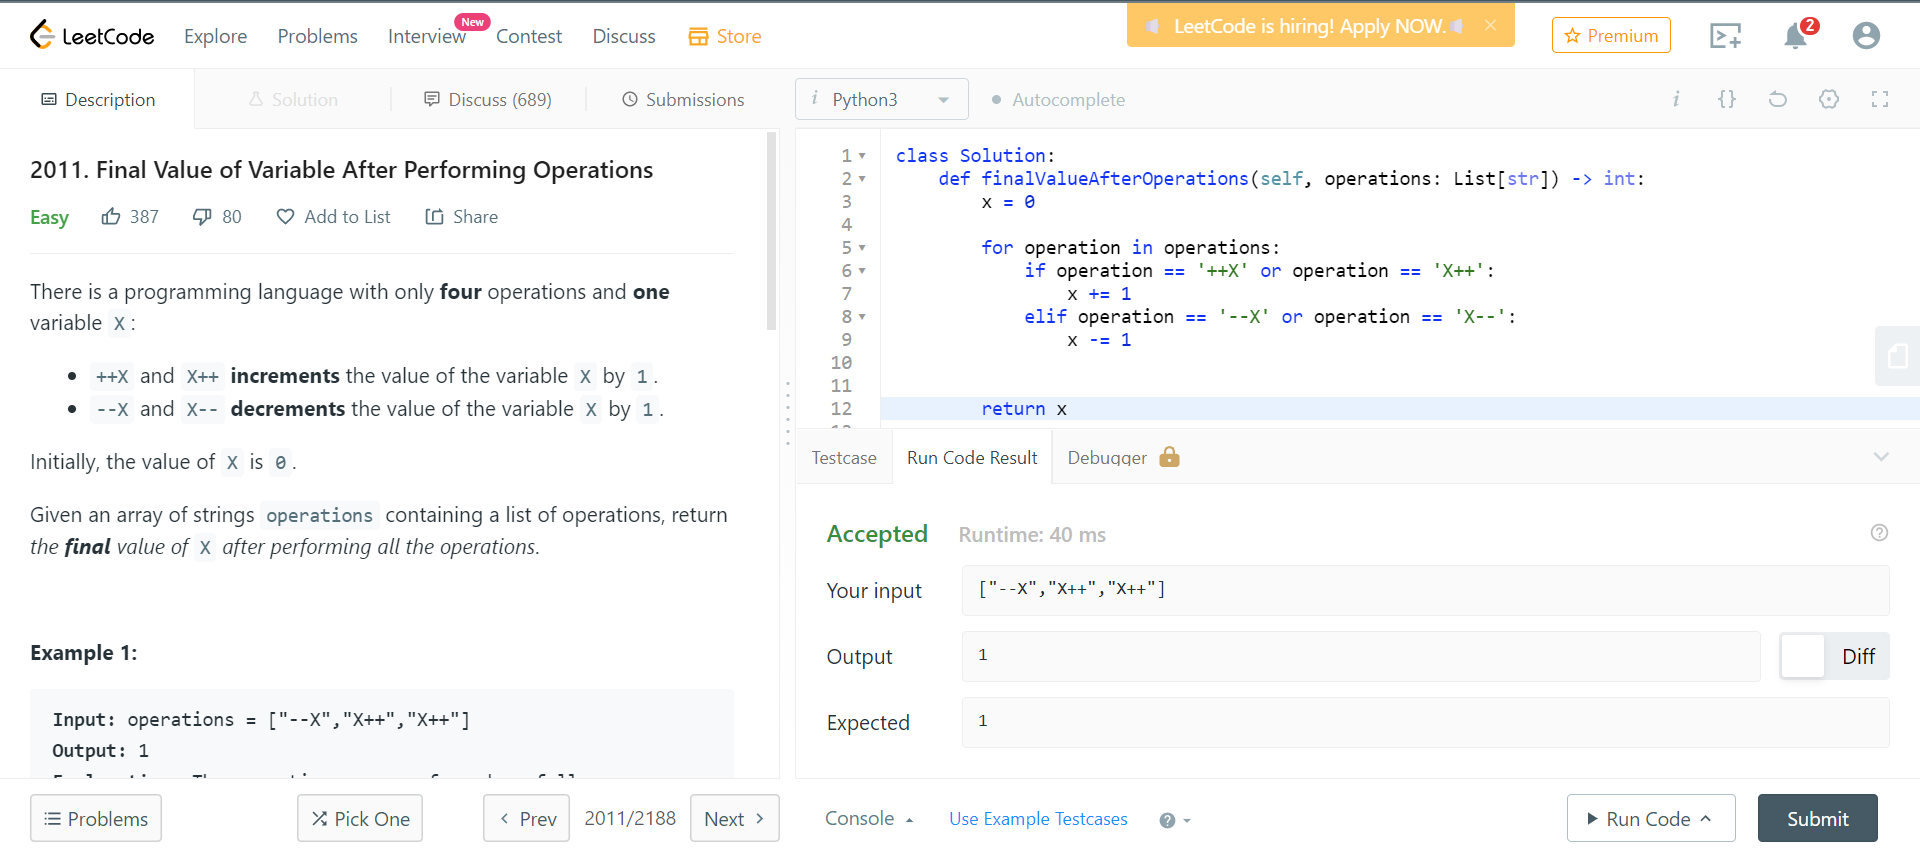 LeetCode
Explore
Problems
Interview
New
Contest
Discuss
Store
LeetCode is hiring! Apply NOW.
Premium
2
Description
Solution
Discuss (689)
Submissions
i Python3
Autocomplete
i
{}
2011. Final Value of Variable After Performing Operations
Easy
387
80
Add to List
Share
There is a programming language with only four operations and one
variable X:
++X and X++ increments the value of the variable X by 1.
--X and X-- decrements the value of the variable X by 1.
Initially, the value of X is 0.
Given an array of strings operations containing a list of operations, return
the final value of X after performing all the operations.
Example 1:
Input: operations = ["--X","X++","X++"]
Output: 1
Problems
Pick One
Prev
2011/2188
Next
1 class Solution:
2 def finalValueAfterOperations(self, operations: List[str]) -> int:
3 x = 0
4
5 for operation in operations:
6 if operation == '++X' or operation == 'X++':
7 x += 1
8 elif operation == '--X' or operation == 'X--':
9 x -= 1
10
11
12 return x
Testcase
Run Code Result
Debugger
Accepted
Runtime: 40 ms
Your input
["--X","X++","X++"]
Output
1
Diff
Expected
1
Console
Use Example Testcases
Run Code
Submit